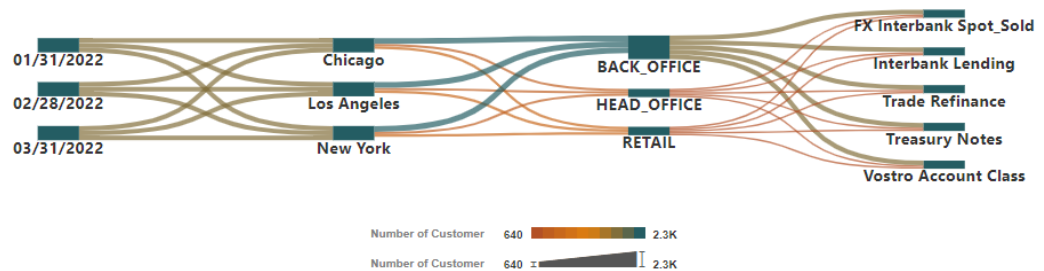 01/31/2022
02/28/2022
03/31/2022
Chicago
Los Angeles
New York
BACK_OFFICE
HEAD_OFFICE
RETAIL
FX Interbank Spot_Sold
Interbank Lending
Trade Refinance
Treasury Notes
Vostro Account Class
Number of Customer 640 2.3K
Number of Customer 640 2.3K